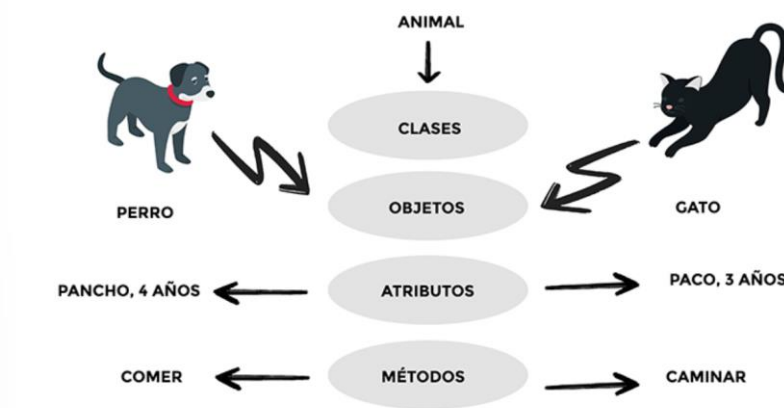 ANIMAL
CLASES
PERRO
OBJETOS
GATO
PANCHO, 4 AÑOS
ATRIBUTOS
PACO, 3 AÑOS
COMER
MÉTODOS
CAMINAR